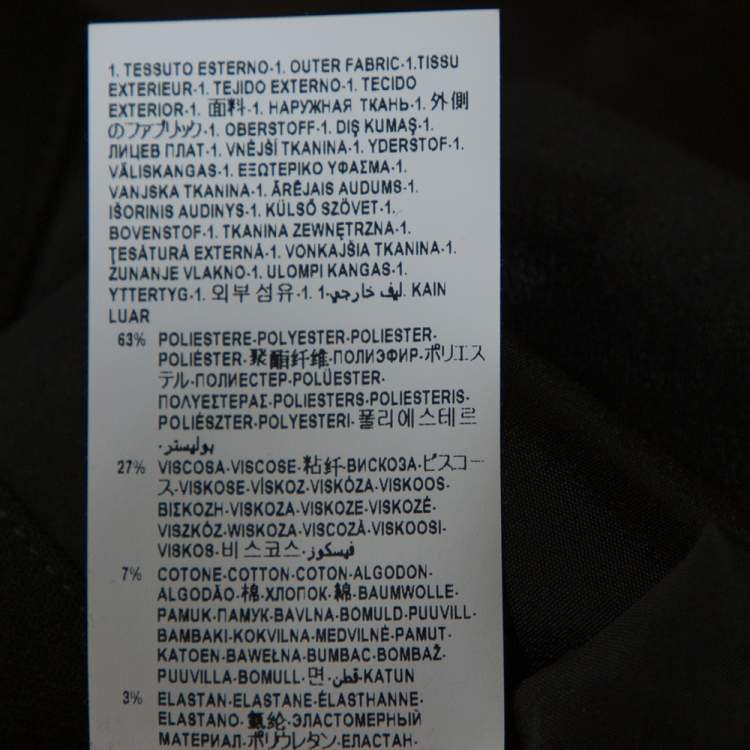 1. TESSUTO ESTERNO-1. OUTER FABRIC-1.TISSU
EXTERIEUR-1. TEJIDO EXTERNO-1. TECIDO
EXTERIOR-1. 面料-1. НАРУЖНАЯ ТКАНЬ-1. 外側
のファブリック-1. OBERSTOFF-1. DIŞ KUMAŞ-1.
ЛИЦЕВ ПЛАТ-1. VNĚJŠÍ TKANINA-1. YDERSTOF-1.
VÄLISKANGAS-1. ΕΞΩΤΕΡΙΚΟ ΥΦΑΣΜΑ-1.
VANJSKA TKANINA-1. ĀRĒJAIS AUDUMS-1.
IŠORINIS AUDINYS-1. KÜLSŐ SZÖVET-1.
BOVENSTOF-1. TKANINA ZEWNĘTRZNA-1.
ŢESĂTURĂ EXTERNĂ-1. VONKAJŠIA TKANINA-1.
ZUNANJE VLAKNO-1. ULOMPI KANGAS-1.
YTTERTYG-1. 외부 섬유-1. 1-ليف خارجي. KAIN
LUAR
63% POLIESTERE-POLYESTER-POLIESTER-
POLIÉSTER-聚酯纤维-ПОЛИЭФИР-ポリエス
テル-ПОЛИЕСТЕР-POLÜESTER-
ΠΟΛΥΕΣΤΕΡΑΣ-POLIESTERS-POLIESTERIS-
POLIÉSZTER-POLYESTERI-폴리에스테르
-بوليستر
27% VISCOSA-VISCOSE-粘纤-ВИСКОЗА-ビスコー
ス-VISKOSE-VİSKOZ-VISKÓZA-VISKOOS-
ΒΙΣΚΟΖΗ-VISKOZA-VISKOZE-VISKOZĖ-
VISZKÓZ-WISKOZA-VISCOZĂ-VISKOOSI-
VISKOS-비스코스-فيسكوز
7% COTONE-COTTON-COTON-ALGODON-
ALGODÃO-棉-ХЛОПОК-綿-BAUMWOLLE-
PAMUK-ПАМУК-BAVLNA-BOMULD-PUUVILL-
BAMBAKI-KOKVILNA-MEDVILNĖ-PAMUT-
KATOEN-BAWEŁNA-BUMBAC-BOMBAŽ-
PUUVILLA-BOMULL-면-قطن-KATUN
3% ELASTAN-ELASTANE-ÉLASTHANNE-
ELASTANO-氨纶-ЭЛАСТОМЕРНЫЙ
МАТЕРИАЛ-ポリウレタン-ЕЛАСТАН-